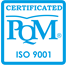 CERTIFICATED
PQM®
ISO 9001